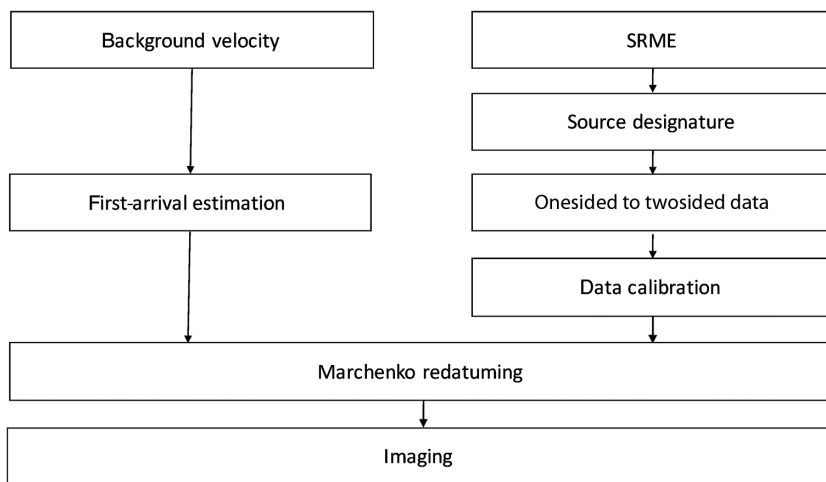 Background velocity
SRME
Source designature
First-arrival estimation
Onesided to twosided data
Data calibration
Marchenko redatuming
Imaging